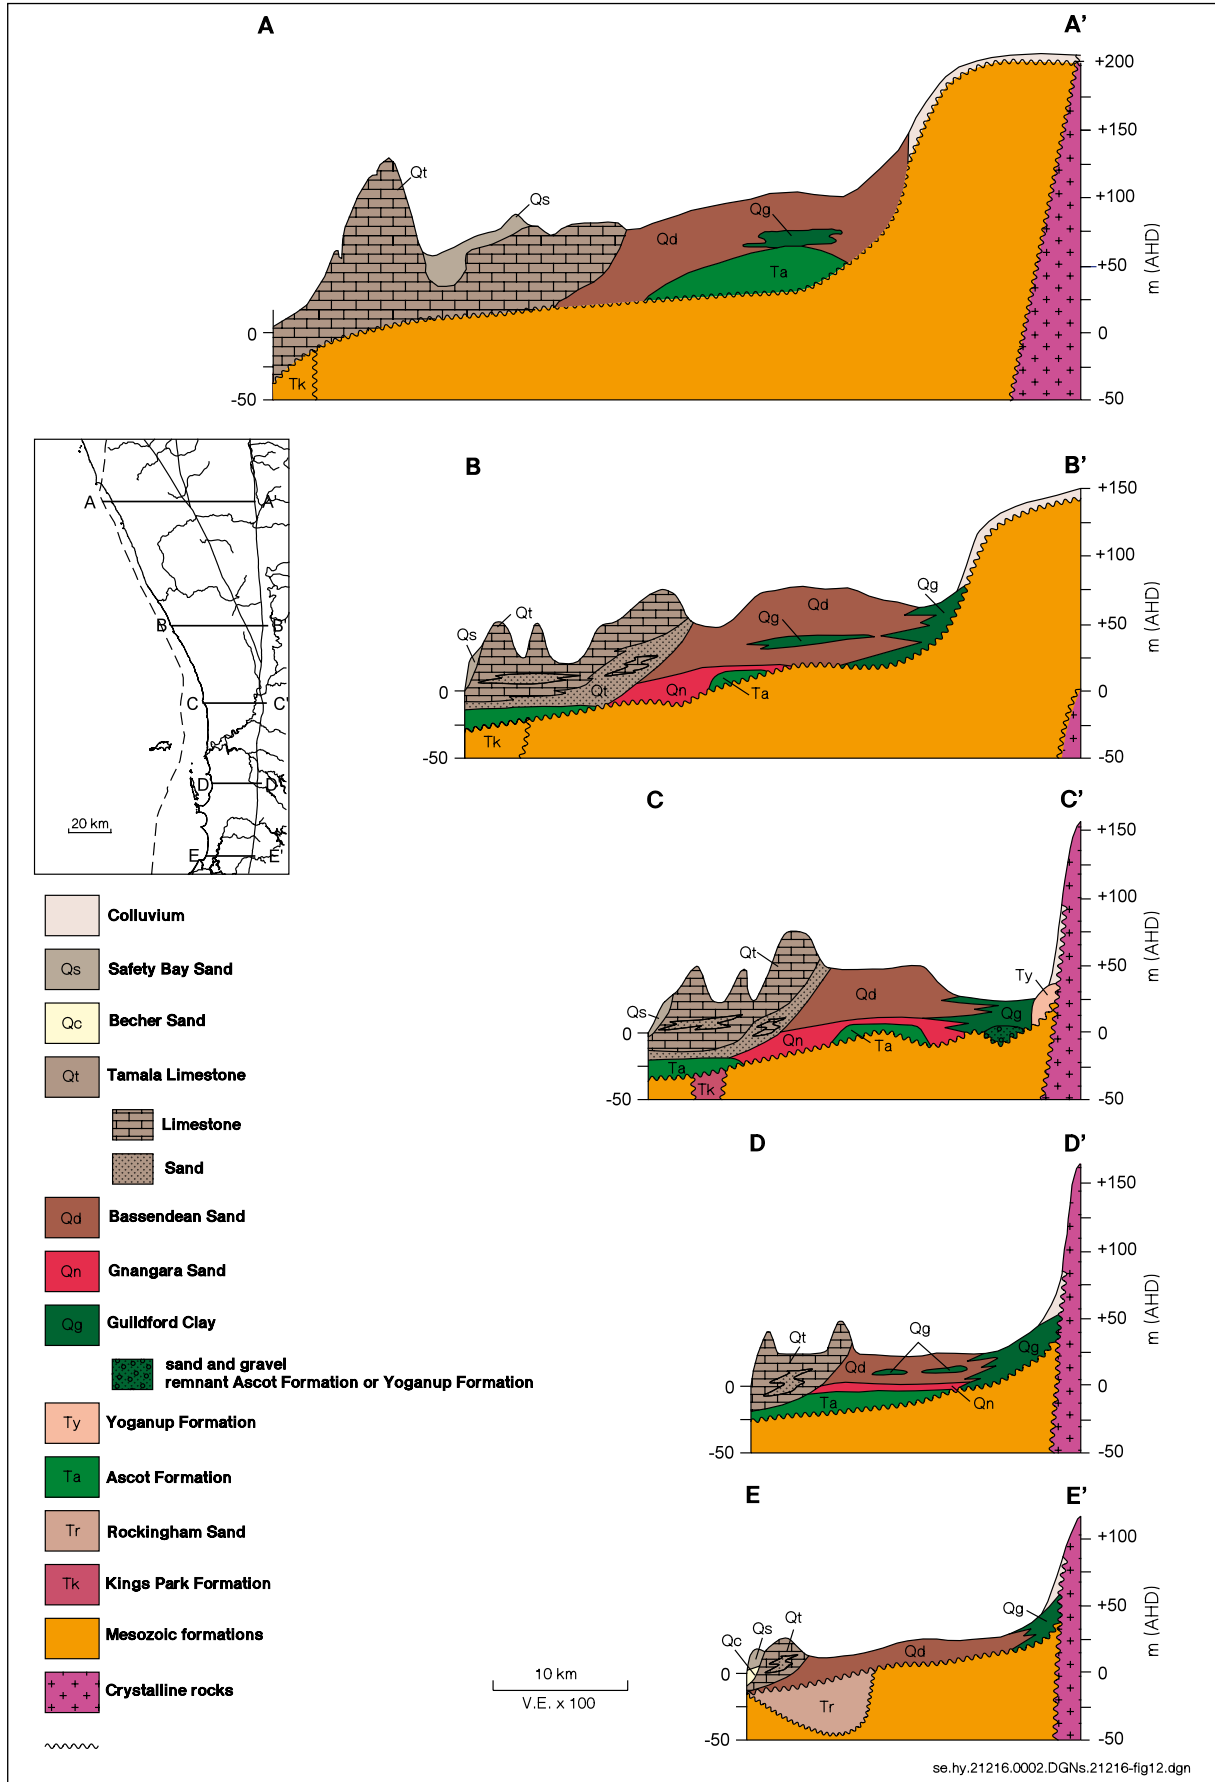 A A’
+200
+150
+100
+50
0
-50
m (AHD)
Qt
Qs
Qg
Qd
Ta
0
Tk
-50
A A'
B B'
C C'
D D'
E E'
20 km
B B’
+150
+100
+50
0
-50
m (AHD)
Qg
Qd
Qg
Qt
Qs
Qt
Qn
Ta
0
Tk
-50
C C’
+150
+100
+50
0
-50
m (AHD)
Qt
Ty
Qd
Qs
Qg
0
Qn
Ta
Ta
Tk
-50
D D’
+150
+100
+50
0
-50
m (AHD)
Qt
Qg
Qg
Qd
0
Ta
Qn
-50
E E’
+100
+50
0
-50
m (AHD)
Qg
Qt
Qs
Qc
Qd
0
Tr
-50
Colluvium
Qs Safety Bay Sand
Qc Becher Sand
Qt Tamala Limestone
Limestone
Sand
Qd Bassendean Sand
Qn Gnangara Sand
Qg Guildford Clay
sand and gravel
remnant Ascot Formation or Yoganup Formation
Ty Yoganup Formation
Ta Ascot Formation
Tr Rockingham Sand
Tk Kings Park Formation
Mesozoic formations
Crystalline rocks
10 km
V.E. x 100
se.hy.21216.0002.DGNs.21216-fig12.dgn